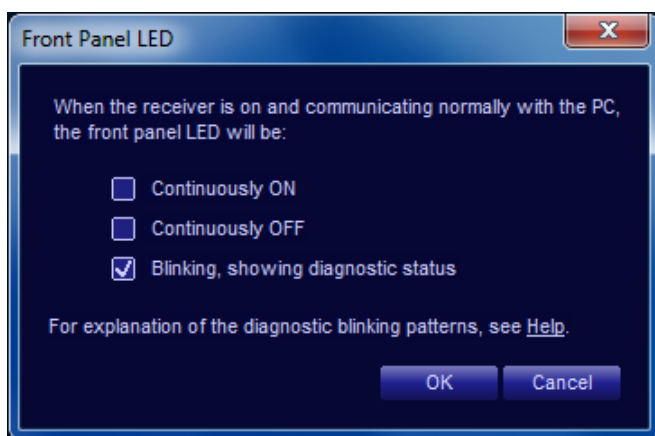 Front Panel LED
When the receiver is on and communicating normally with the PC,
the front panel LED will be:
Continuously ON
Continuously OFF
Blinking, showing diagnostic status
For explanation of the diagnostic blinking patterns, see Help.
OK Cancel